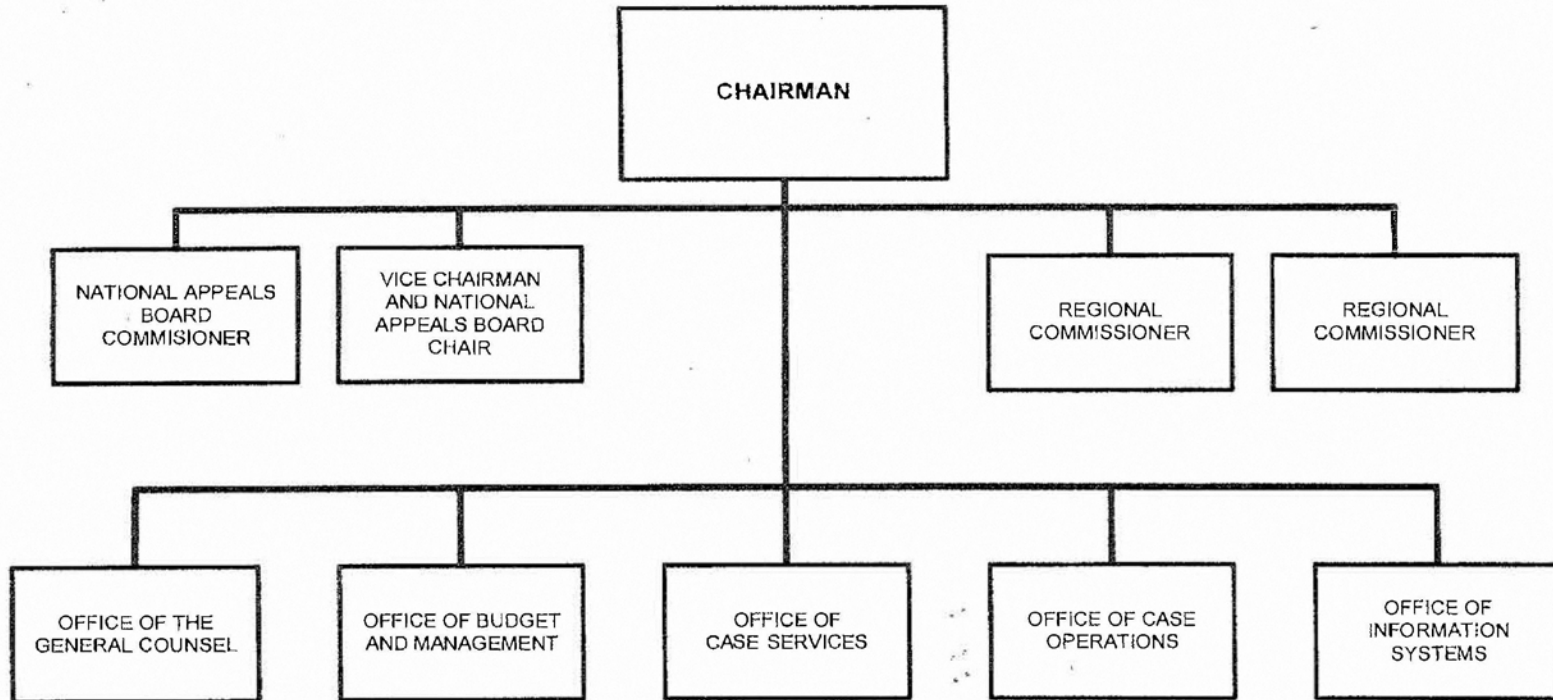 CHAIRMAN
NATIONAL APPEALS
BOARD
COMMISIONER
VICE CHAIRMAN
AND NATIONAL
APPEALS BOARD
CHAIR
REGIONAL
COMMISSIONER
REGIONAL
COMMISSIONER
OFFICE OF THE
GENERAL COUNSEL
OFFICE OF BUDGET
AND MANAGEMENT
OFFICE OF
CASE SERVICES
OFFICE OF CASE
OPERATIONS
OFFICE OF
INFORMATION
SYSTEMS